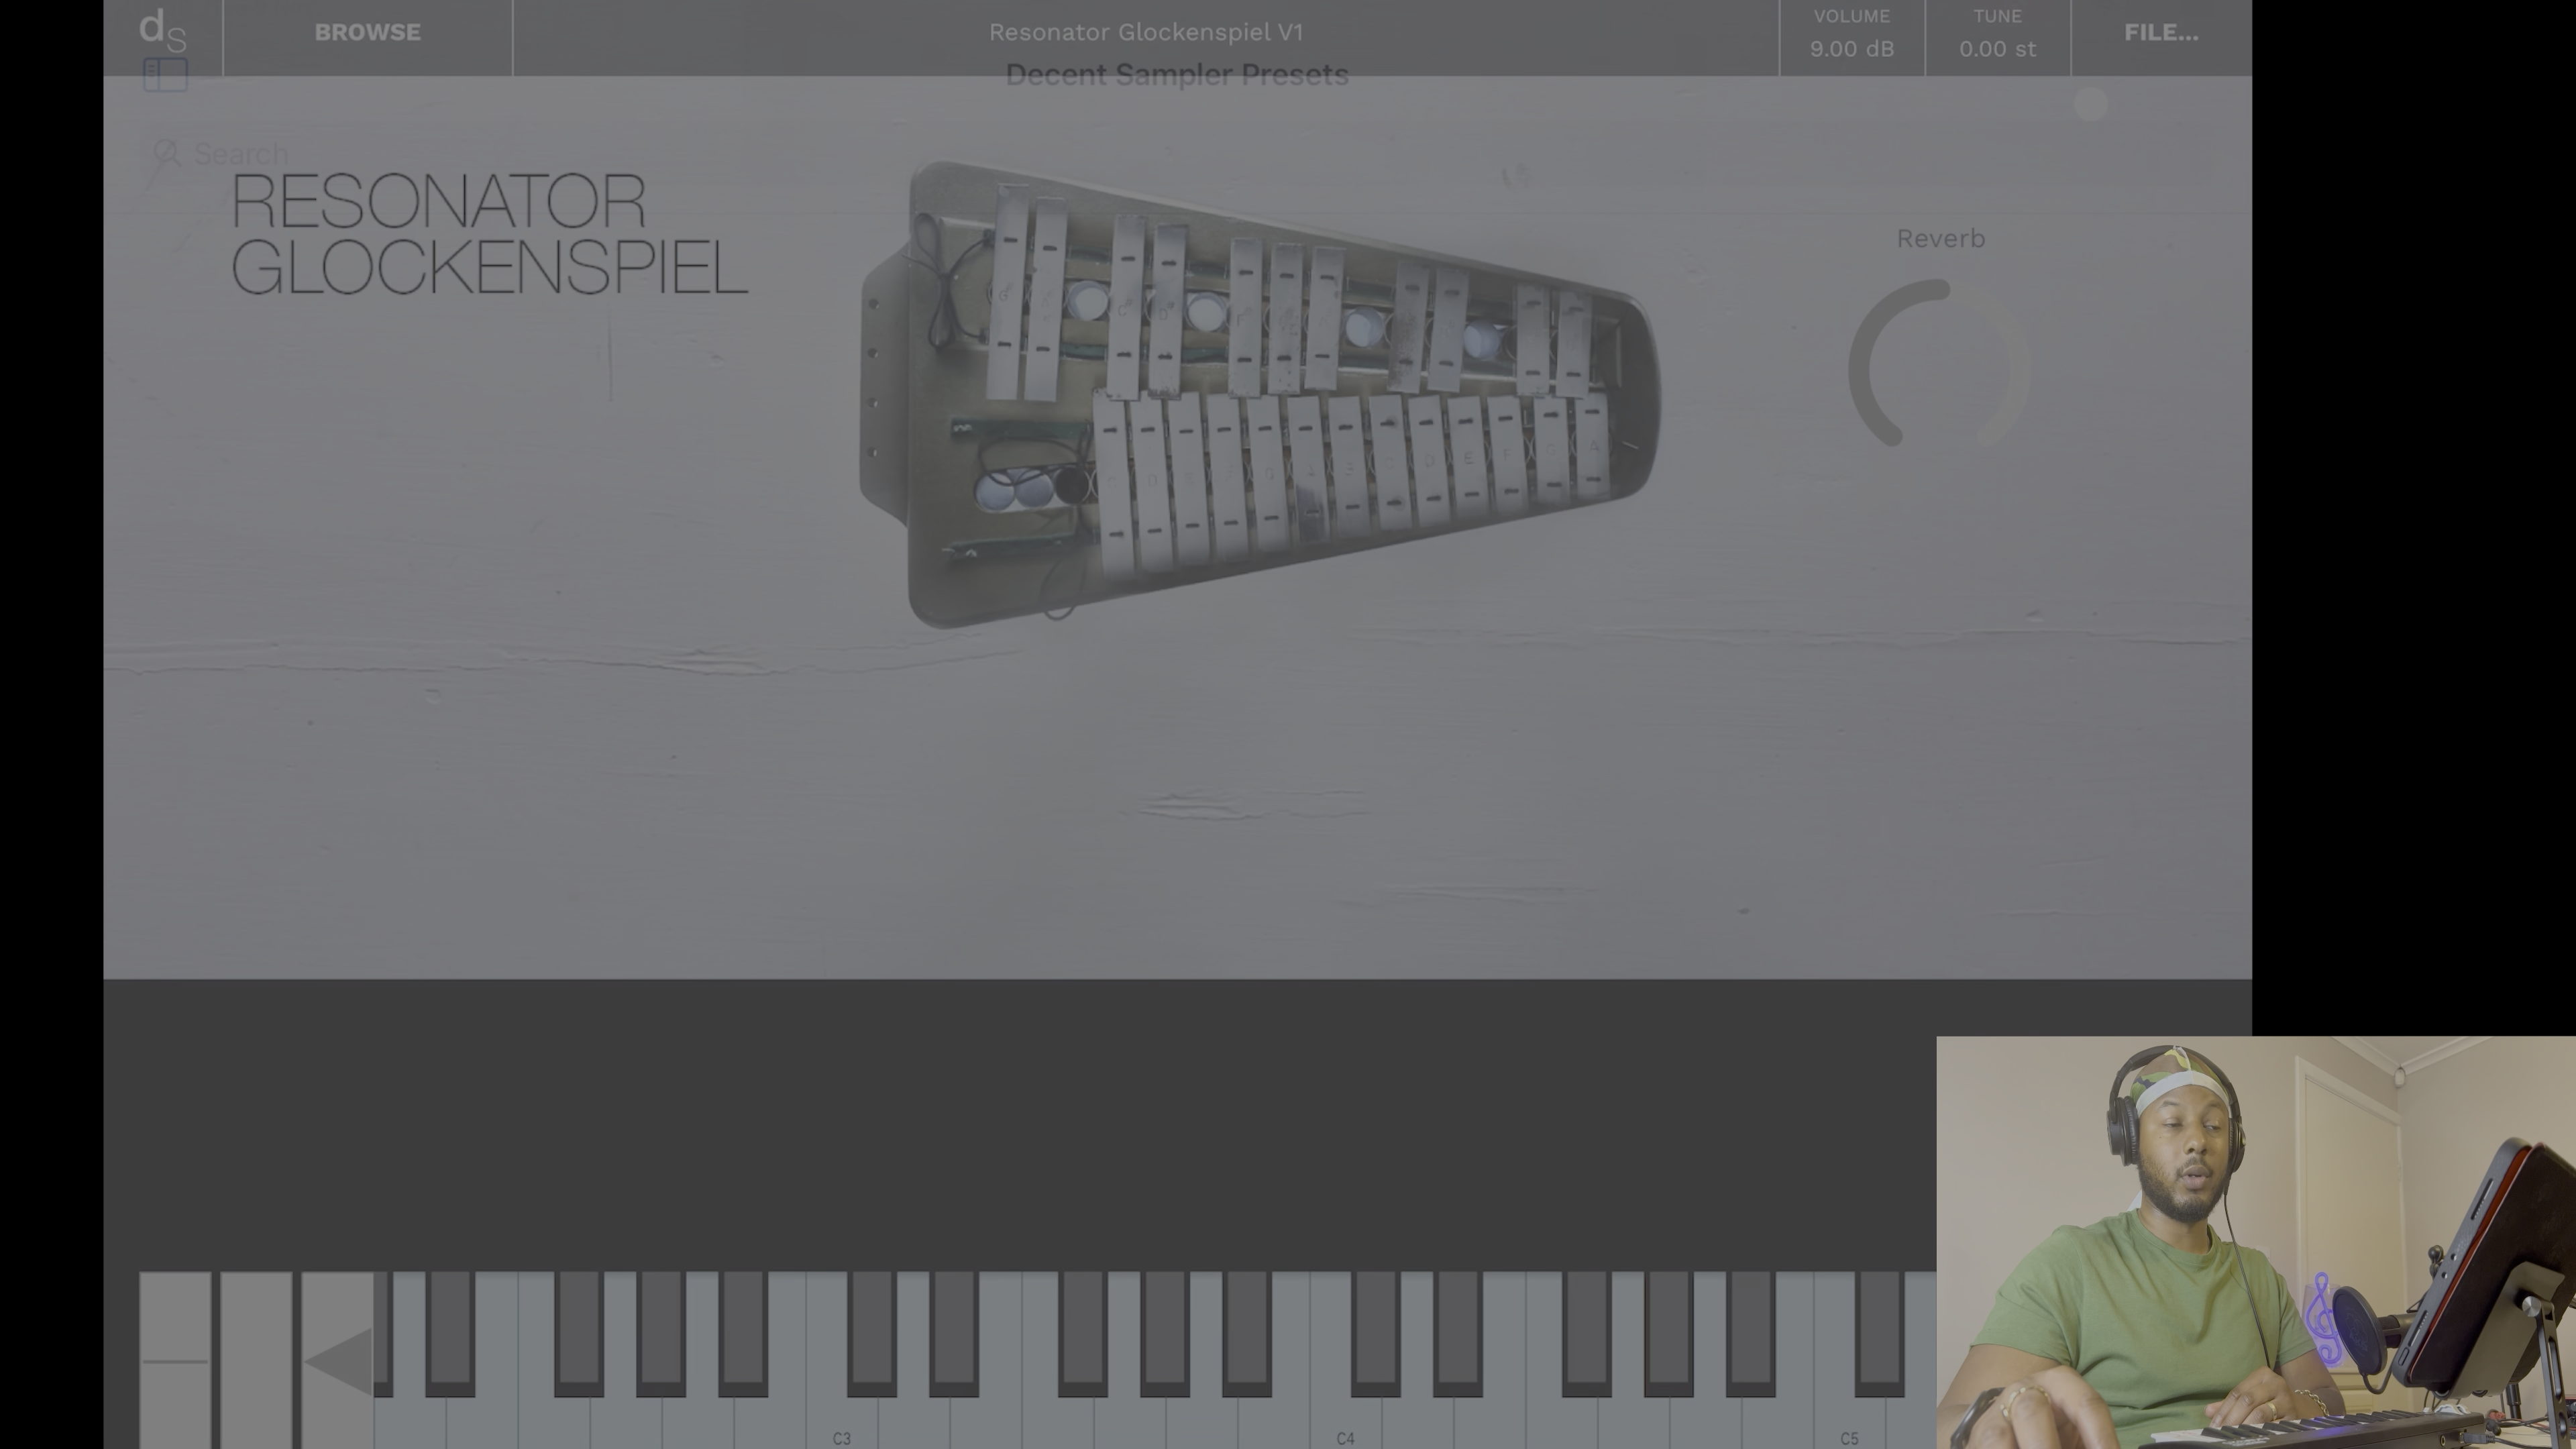 ds
BROWSE
Resonator Glockenspiel V1
VOLUME
9.00 dB
TUNE
0.00 st
FILE...
Decent Sampler Presets
Search
RESONATOR
GLOCKENSPIEL
Reverb
C3
C4
C5